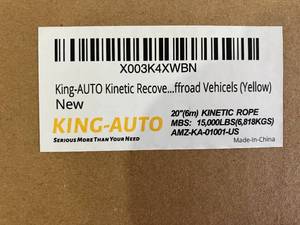 X003K4XWBN
King-AUTO Kinetic Recove...ffroad Vehicels (Yellow)
New
KING-AUTO
SERIOUS MORE THAN YOUR NEED
20"(6m) KINETIC ROPE
MBS: 15,000LBS(6,818KGS)
AMZ-KA-01001-US
Made-In-China